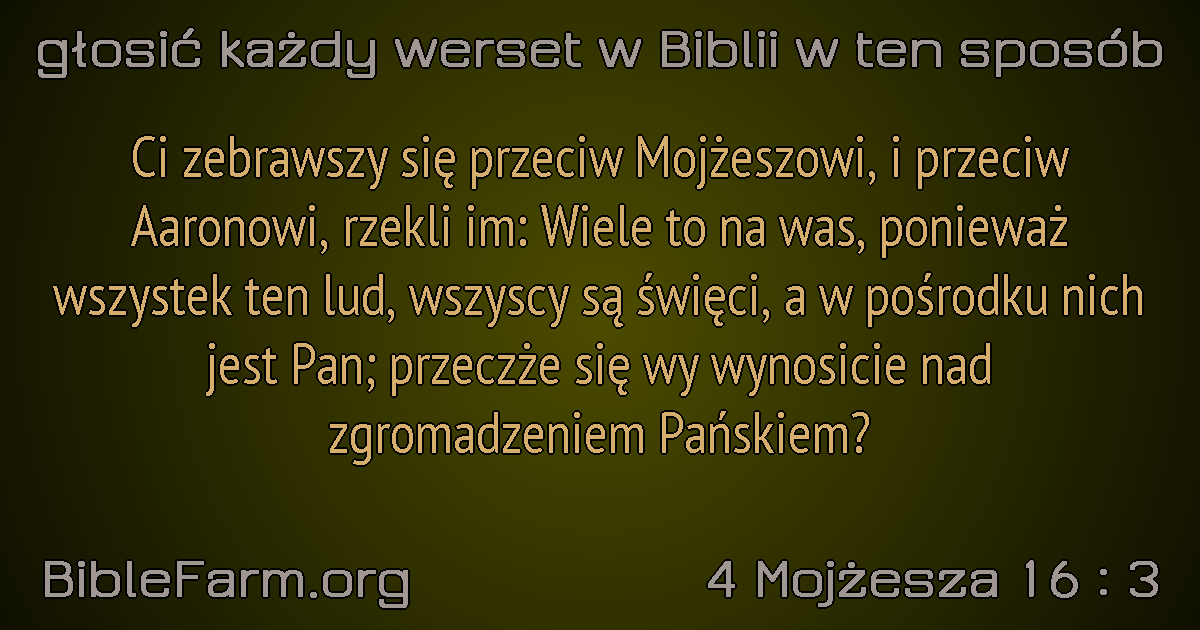 głosić każdy werset w Biblii w ten sposób
Ci zebrawszy się przeciw Mojżeszowi, i przeciw
Aaronowi, rzekli im: Wiele to na was, ponieważ
wszystek ten lud, wszyscy są święci, a w pośrodku nich
jest Pan; przeczże się wy wynosicie nad
zgromadzeniem Pańskiem?
BibleFarm.org
4 Mojżesza 16 : 3